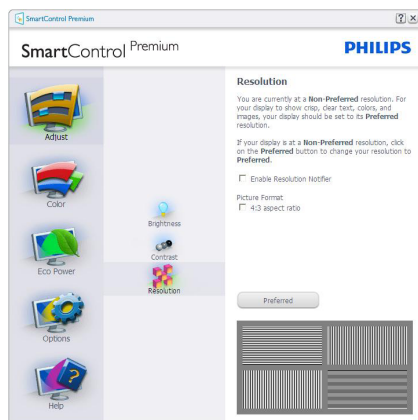 SmartControl Premium
SmartControl Premium
PHILIPS
Adjust
Color
Eco Power
Options
Help
Brightness
Contrast
Resolution
Resolution
You are currently at a Non-Preferred resolution. For
your display to show crisp, clear text, colors, and
images, your display should be set to its Preferred
resolution.
If your display is at a Non-Preferred resolution, click
on the Preferred button to change your resolution to
Preferred.
Enable Resolution Notifier
Picture Format
4:3 aspect ratio
Preferred